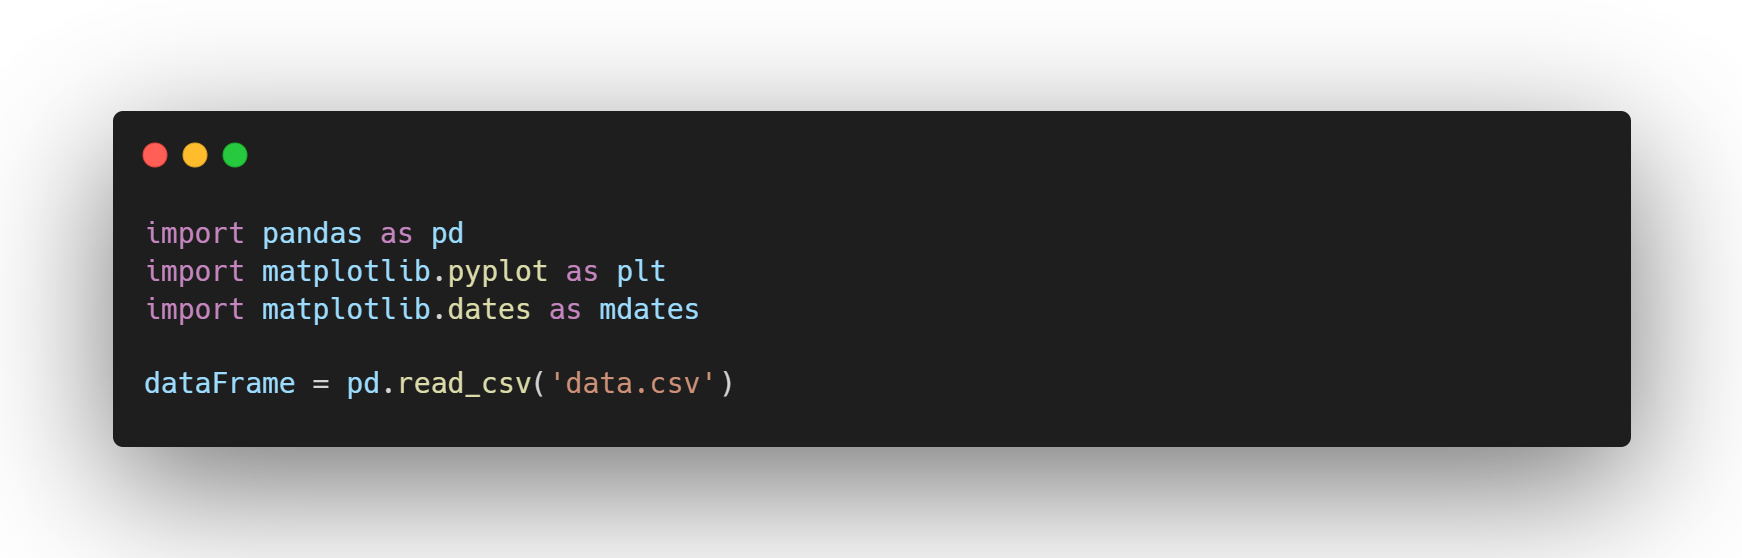 import pandas as pd
import matplotlib.pyplot as plt
import matplotlib.dates as mdates
dataFrame = pd.read_csv('data.csv')